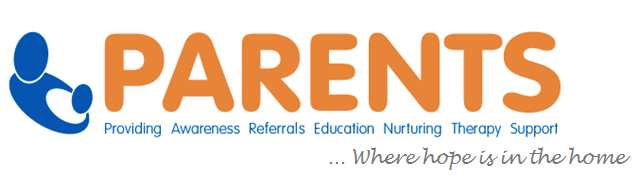 PARENTS
Providing Awareness Referrals Education Nurturing Therapy Support
... Where hope is in the home